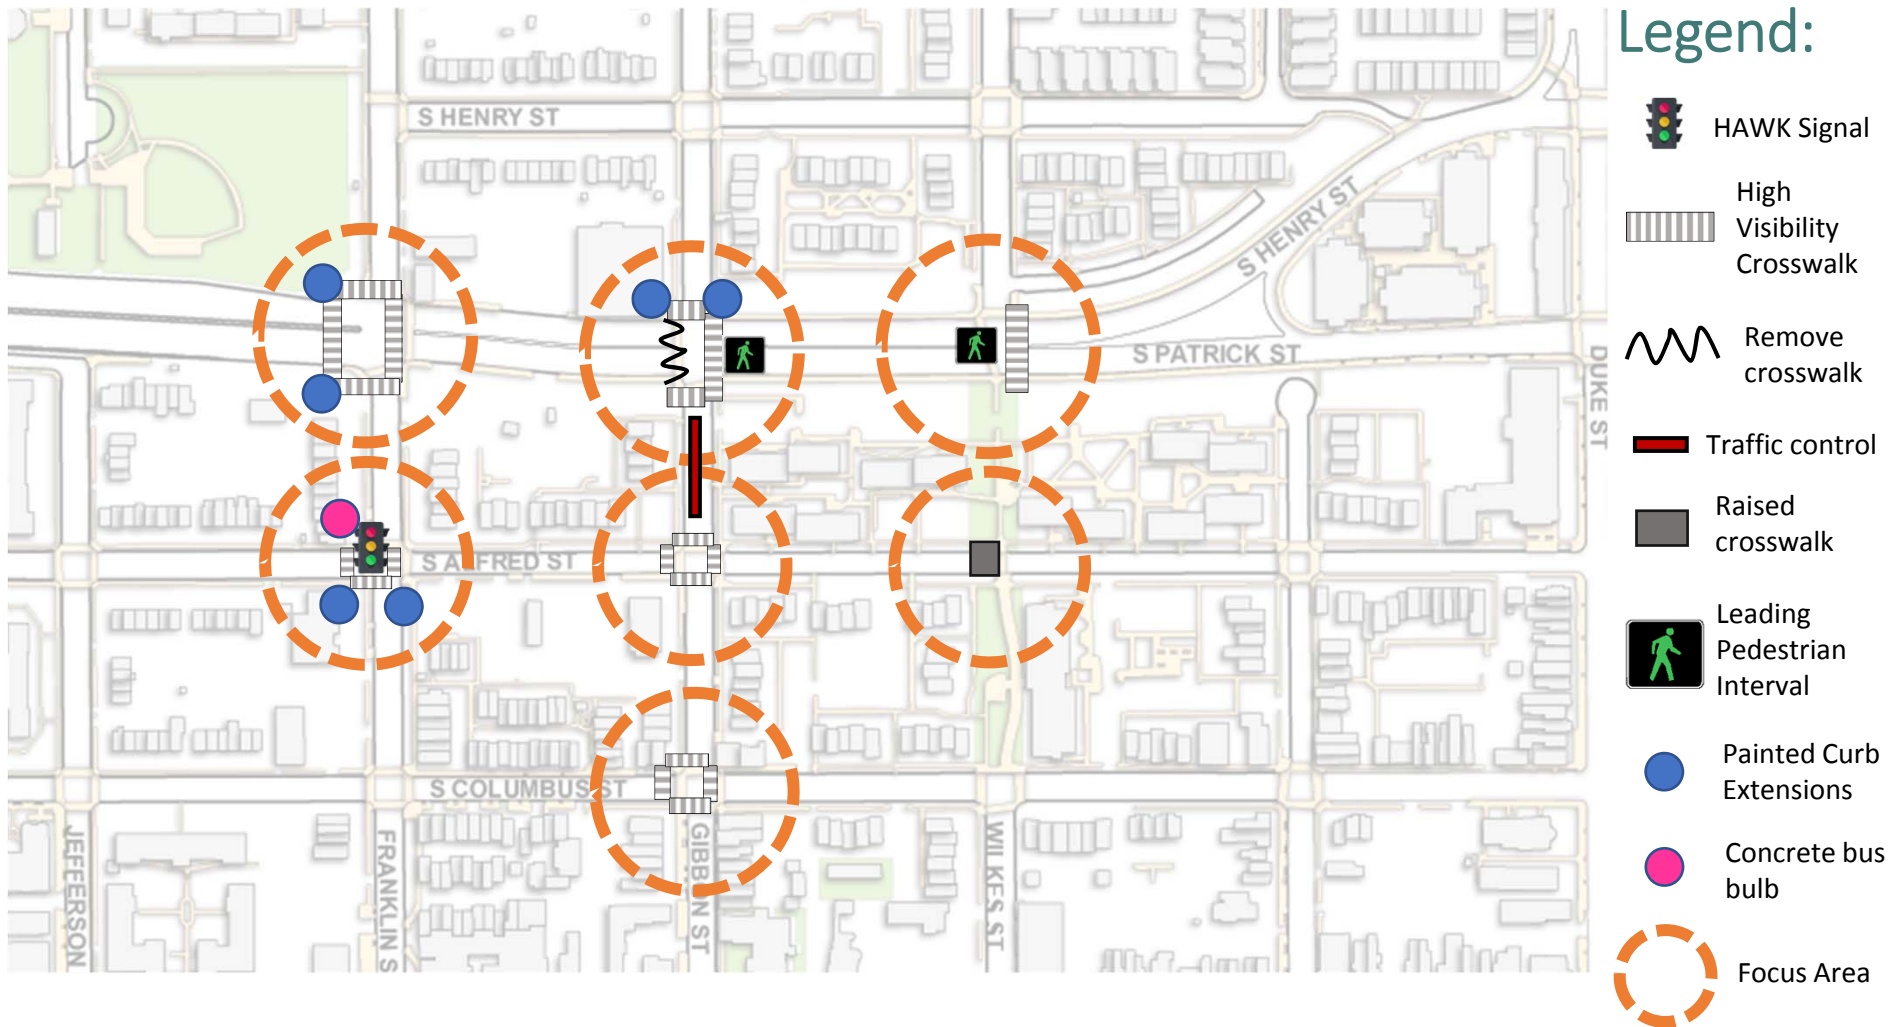 Legend:
HAWK Signal
High
Visibility
Crosswalk
Remove
crosswalk
Traffic control
Raised
crosswalk
Leading
Pedestrian
Interval
Painted Curb
Extensions
Concrete bus
bulb
Focus Area
S HENRY ST
S HENRY ST
S PATRICK ST
DUKE ST
S ALFRED ST
S COLUMBUS ST
JEFFERSON
FRANKLIN S
GIBBON ST
WILKES ST